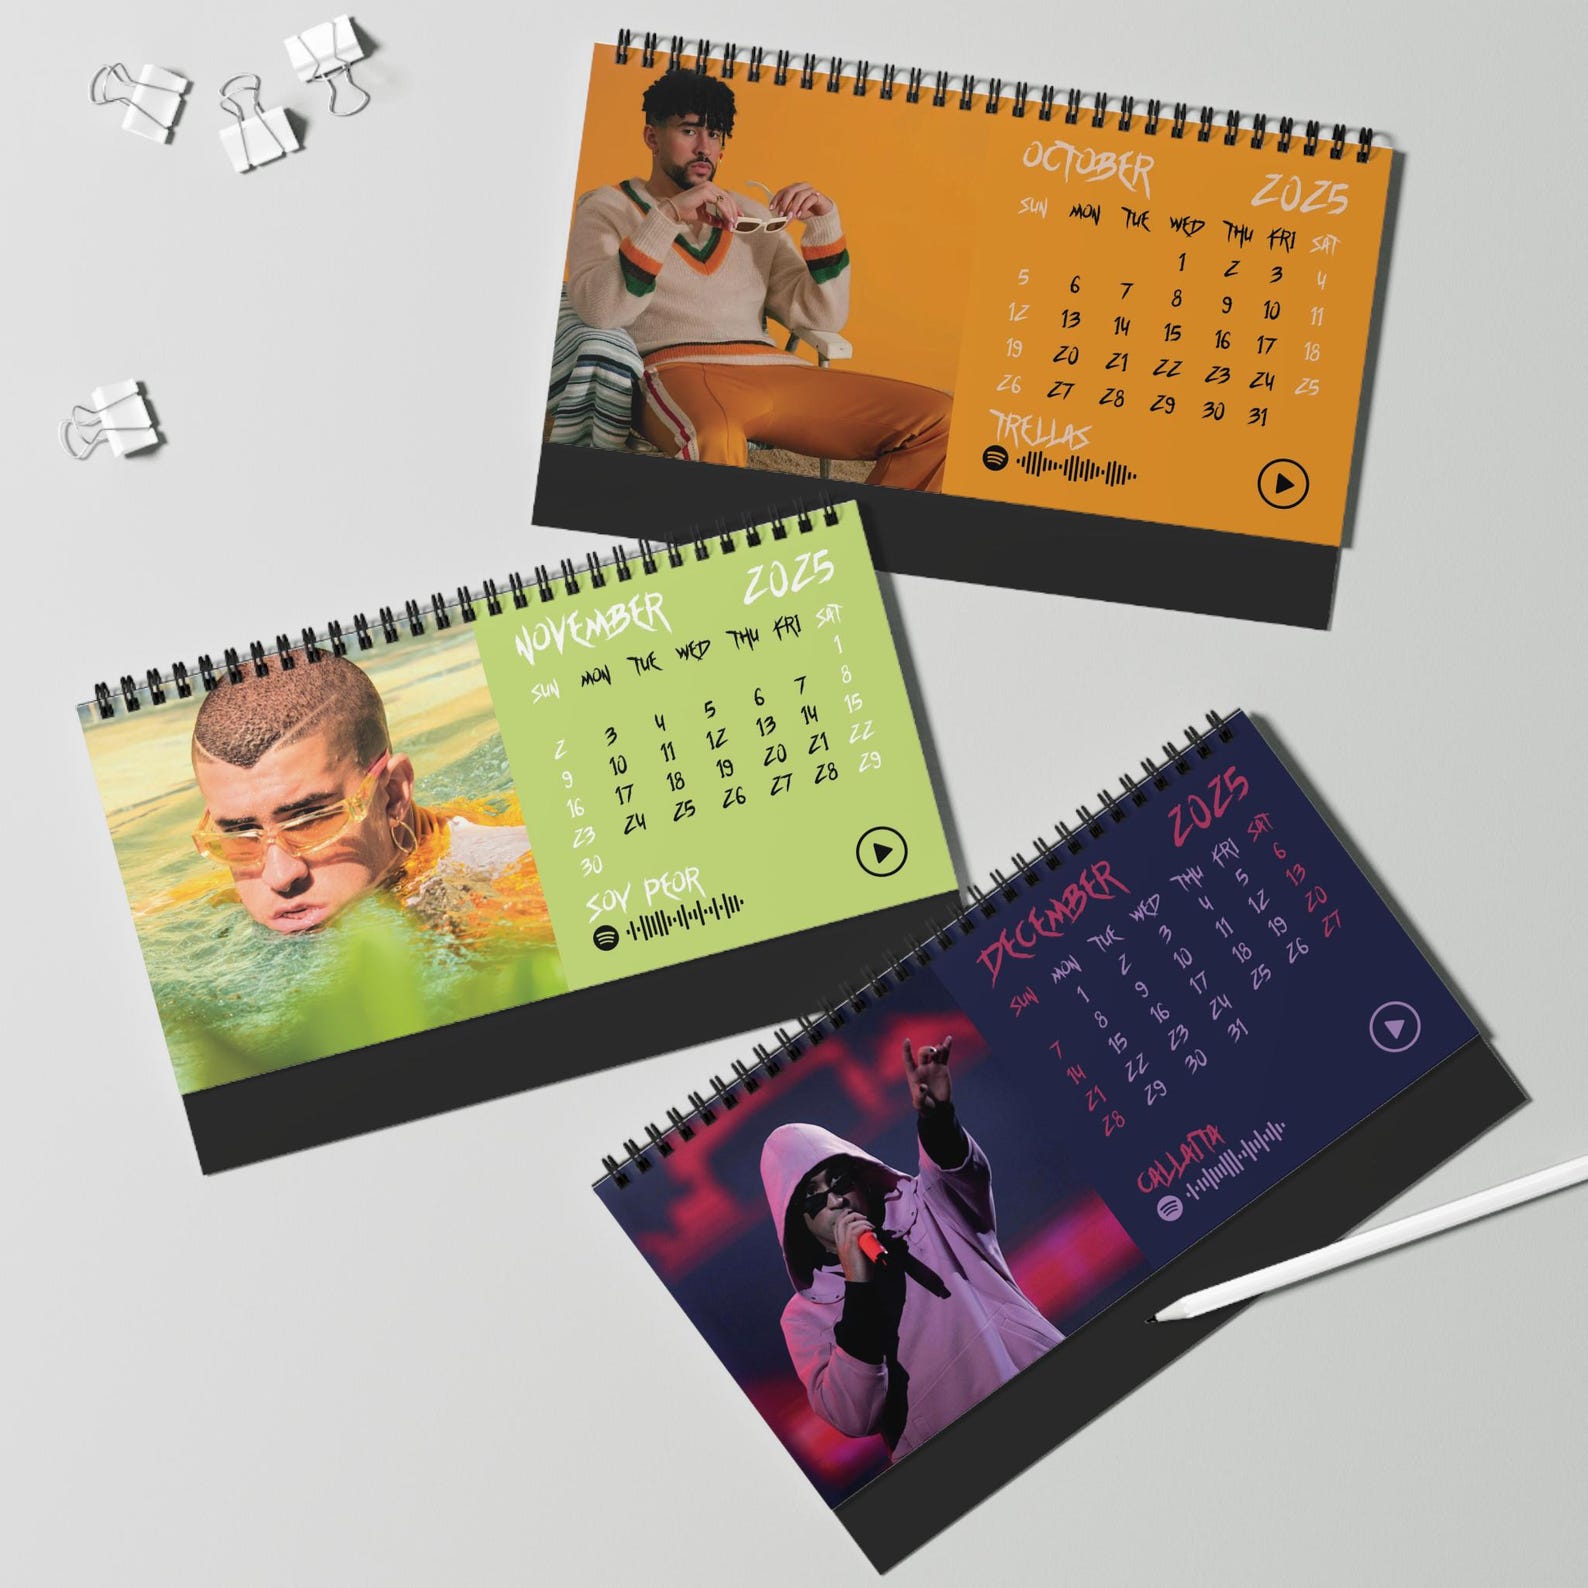 OCTOBER 2025
SUN MON TUE WED THU FRI SAT
1 2 3 4
5 6 7 8 9 10 11
12 13 14 15 16 17 18
19 20 21 22 23 24 25
26 27 28 29 30 31
TRELLAS
NOVEMBER 2025
SUN MON TUE WED THU FRI SAT
1
2 3 4 5 6 7 8
9 10 11 12 13 14 15
16 17 18 19 20 21 22
23 24 25 26 27 28 29
30
SOY PEOR
DECEMBER 2025
SUN MON TUE WED THU FRI SAT
1 2 3 4 5 6
7 8 9 10 11 12 13
14 15 16 17 18 19 20
21 22 23 24 25 26 27
28 29 30 31
CALLAITA